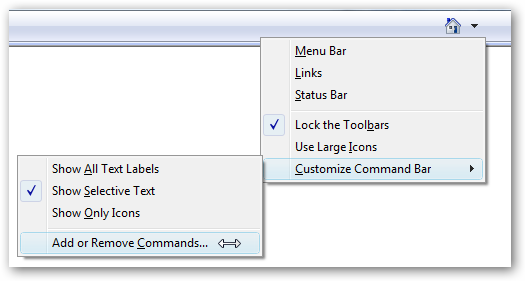 Menu Bar
Links
Status Bar
Lock the Toolbars
Use Large Icons
Customize Command Bar
Show All Text Labels
Show Selective Text
Show Only Icons
Add or Remove Commands...